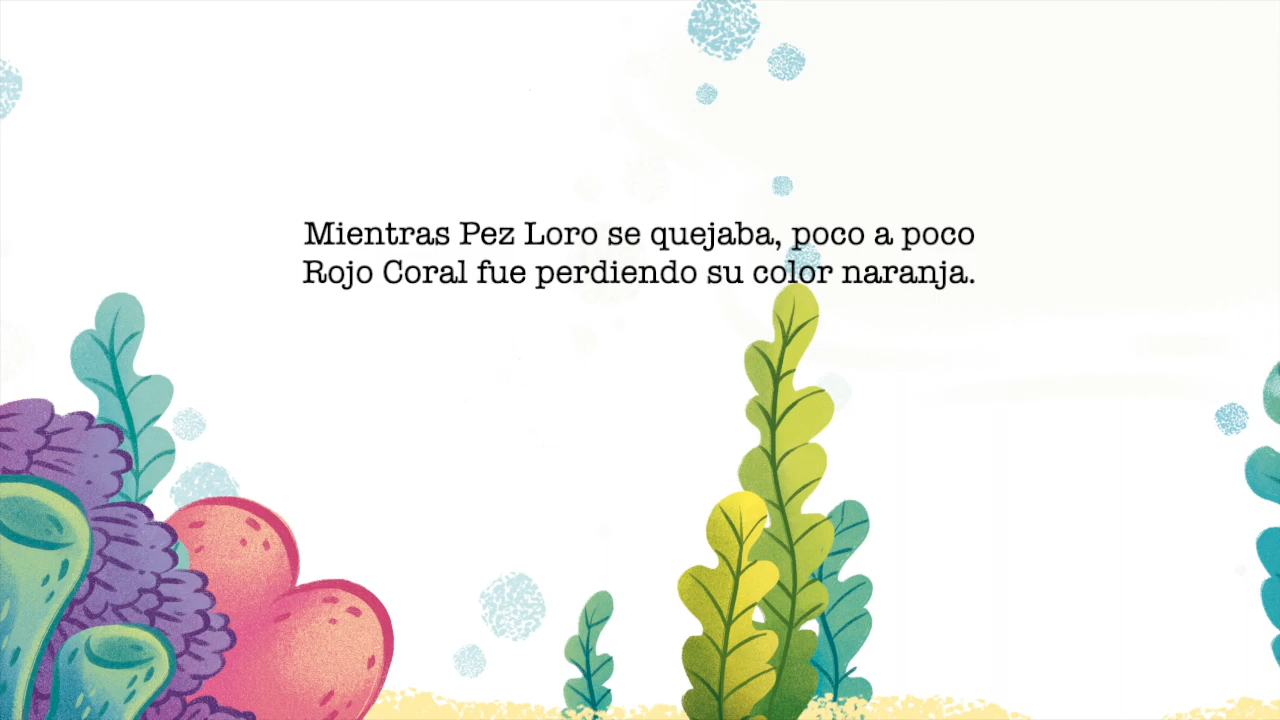 Mientras Pez Loro se quejaba, poco a poco
Rojo Coral fue perdiendo su color naranja.